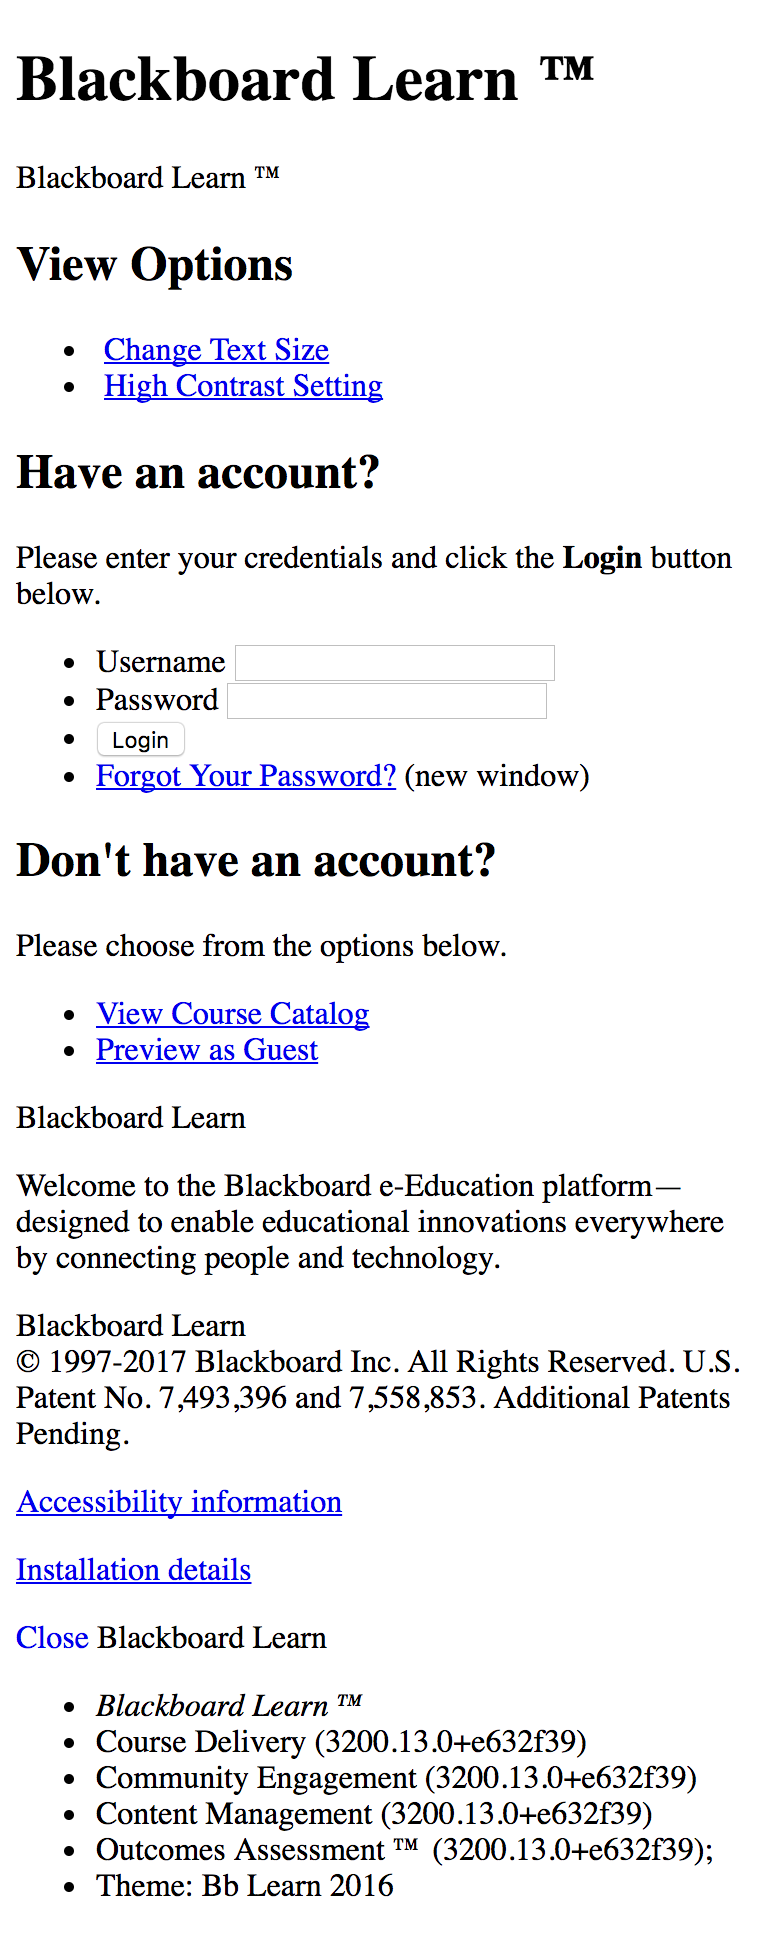 Blackboard Learn ™
Blackboard Learn ™
View Options
• Change Text Size
• High Contrast Setting
Have an account?
Please enter your credentials and click the Login button
below.
• Username
• Password
• Login
• Forgot Your Password? (new window)
Don't have an account?
Please choose from the options below.
• View Course Catalog
• Preview as Guest
Blackboard Learn
Welcome to the Blackboard e-Education platform—
designed to enable educational innovations everywhere
by connecting people and technology.
Blackboard Learn
© 1997-2017 Blackboard Inc. All Rights Reserved. U.S.
Patent No. 7,493,396 and 7,558,853. Additional Patents
Pending.
Accessibility information
Installation details
Close Blackboard Learn
• Blackboard Learn ™
• Course Delivery (3200.13.0+e632f39)
• Community Engagement (3200.13.0+e632f39)
• Content Management (3200.13.0+e632f39)
• Outcomes Assessment ™ (3200.13.0+e632f39);
• Theme: Bb Learn 2016